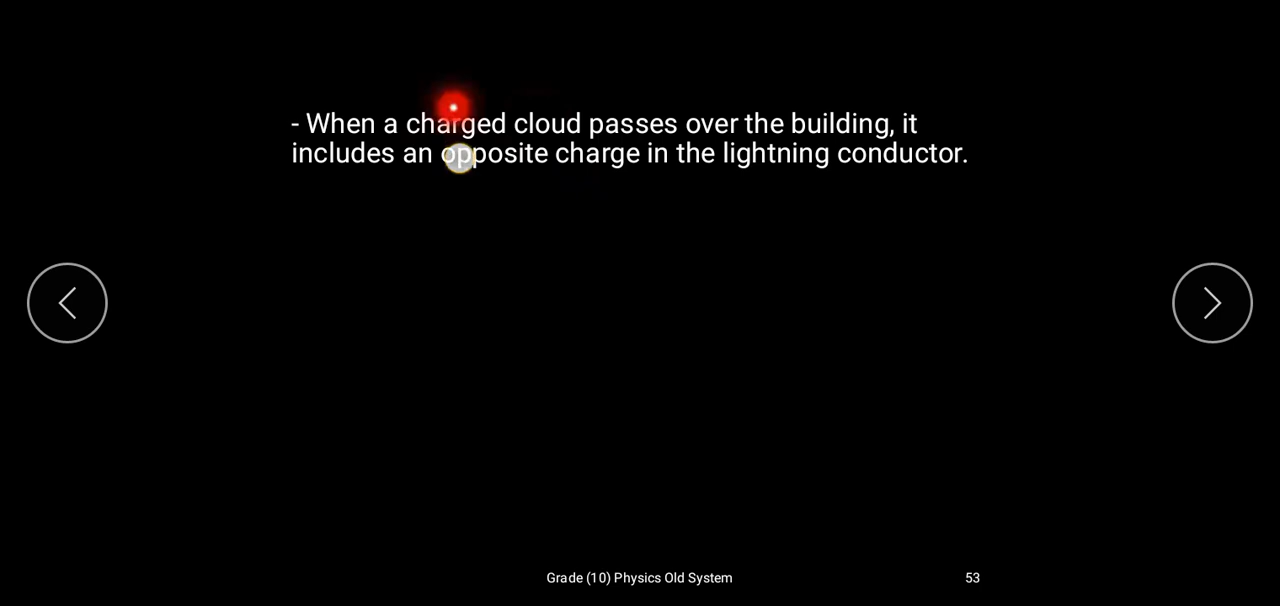 - When a charged cloud passes over the building, it
includes an opposite charge in the lightning conductor.
Grade (10) Physics Old System
53